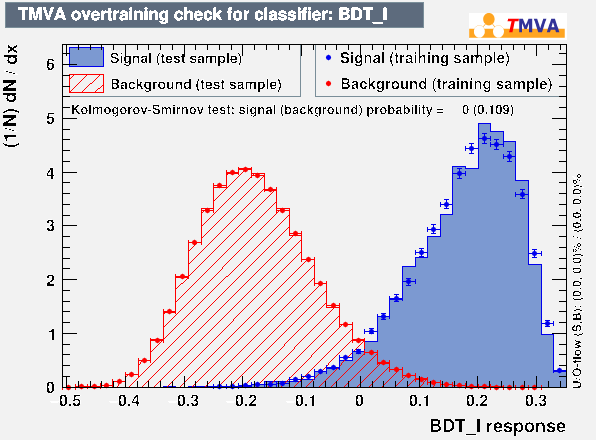 TMVA overtraining check for classifier: BDT_I
TMVA
Signal (test sample)
Background (test sample)
Signal (training sample)
Background (training sample)
Kolmogorov-Smirnov test: signal (background) probability = 0 (0.109)
(1/N) dN / dx
6
5
4
3
2
1
0
−0.5 −0.4 −0.3 −0.2 −0.1 0 0.1 0.2 0.3
BDT_I response
U/O-flow (S,B): (0.0, 0.0)% / (0.0, 0.0)%